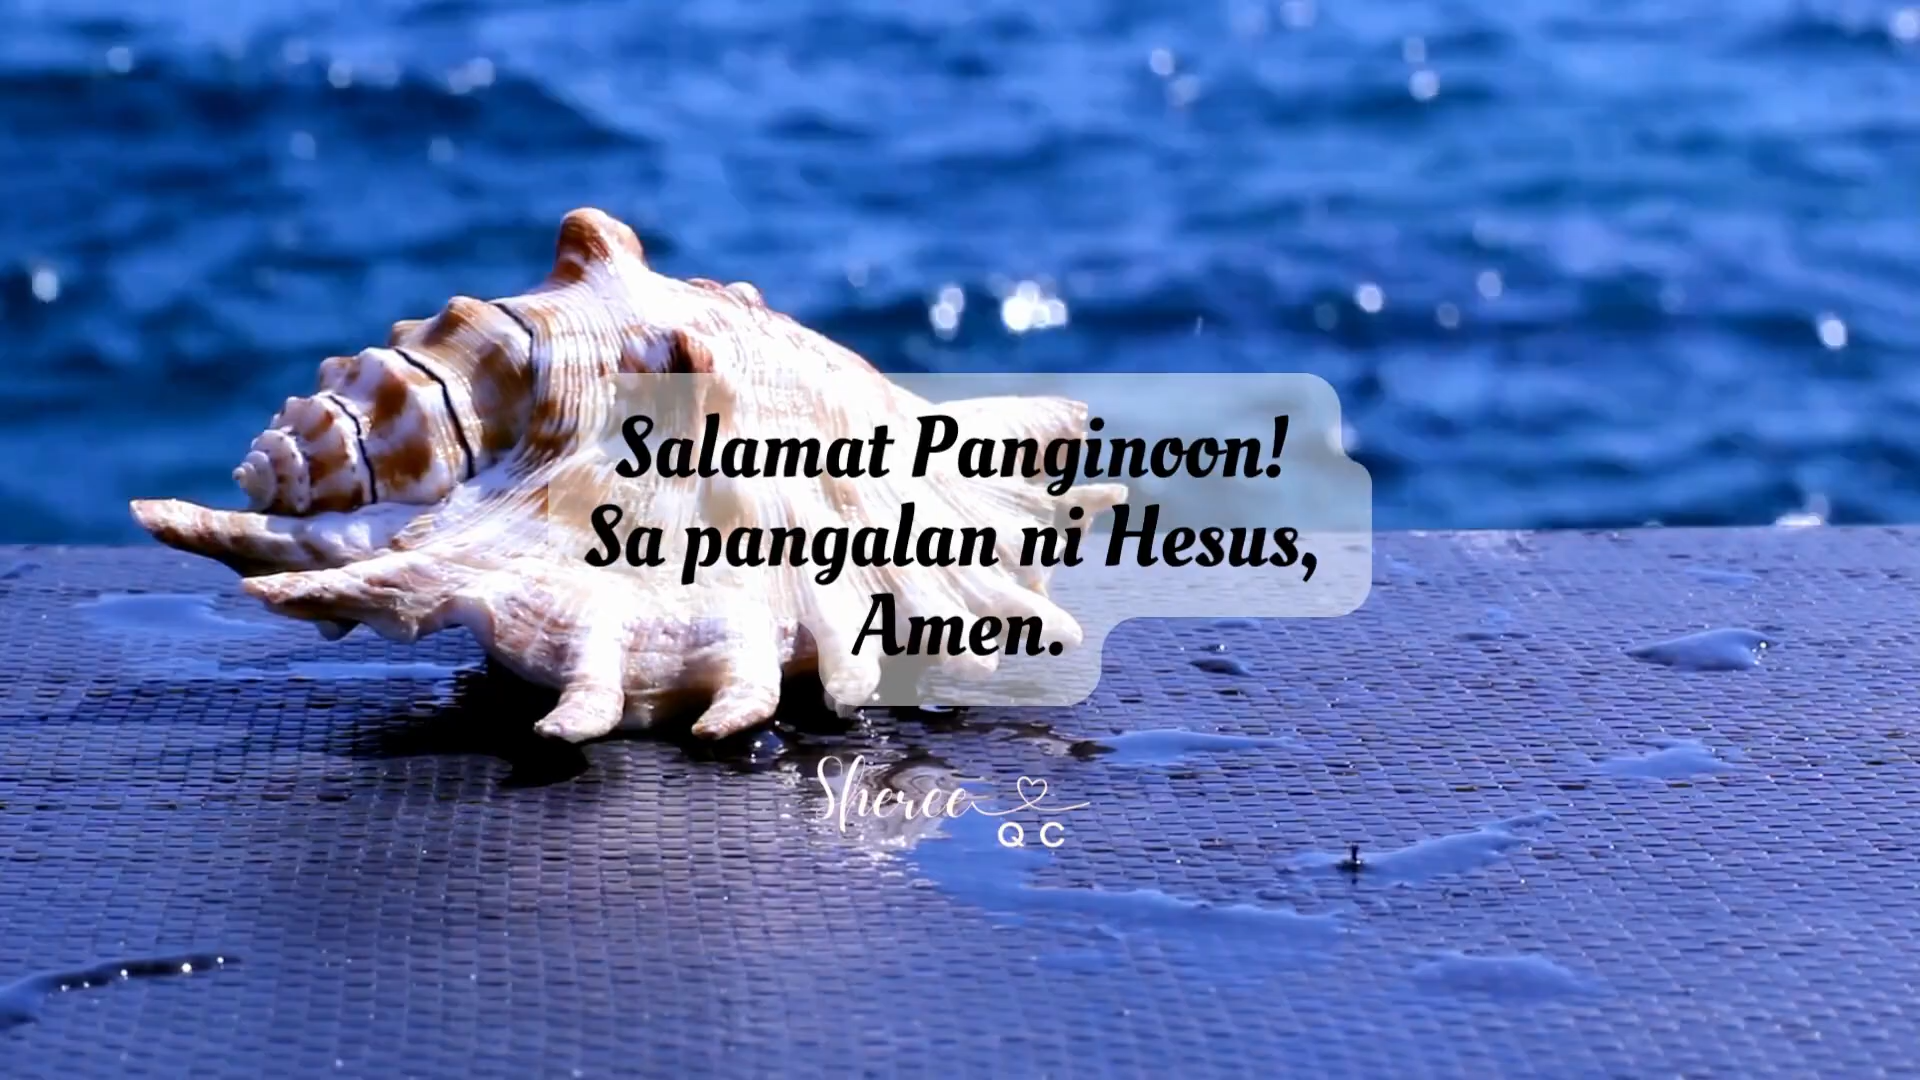 Salamat Panginoon!
Sa pangalan ni Hesus,
Amen.
Sheree
QC